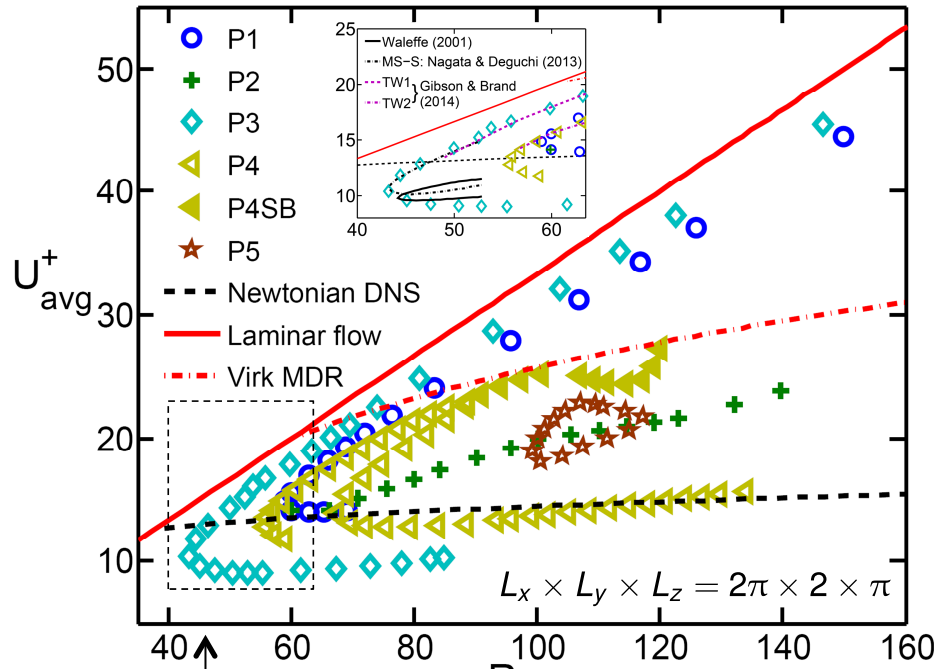 P1
P2
P3
P4
P4SB
P5
Newtonian DNS
Laminar flow
Virk MDR
U+avg
50
40
30
20
10
40 60 80 100 120 140 160
25
20
15
10
40 50 60
Waleffe (2001)
MS−S: Nagata & Deguchi (2013)
TW1
TW2
} Gibson & Brand
(2014)
Lx × Ly × Lz = 2π × 2 × π